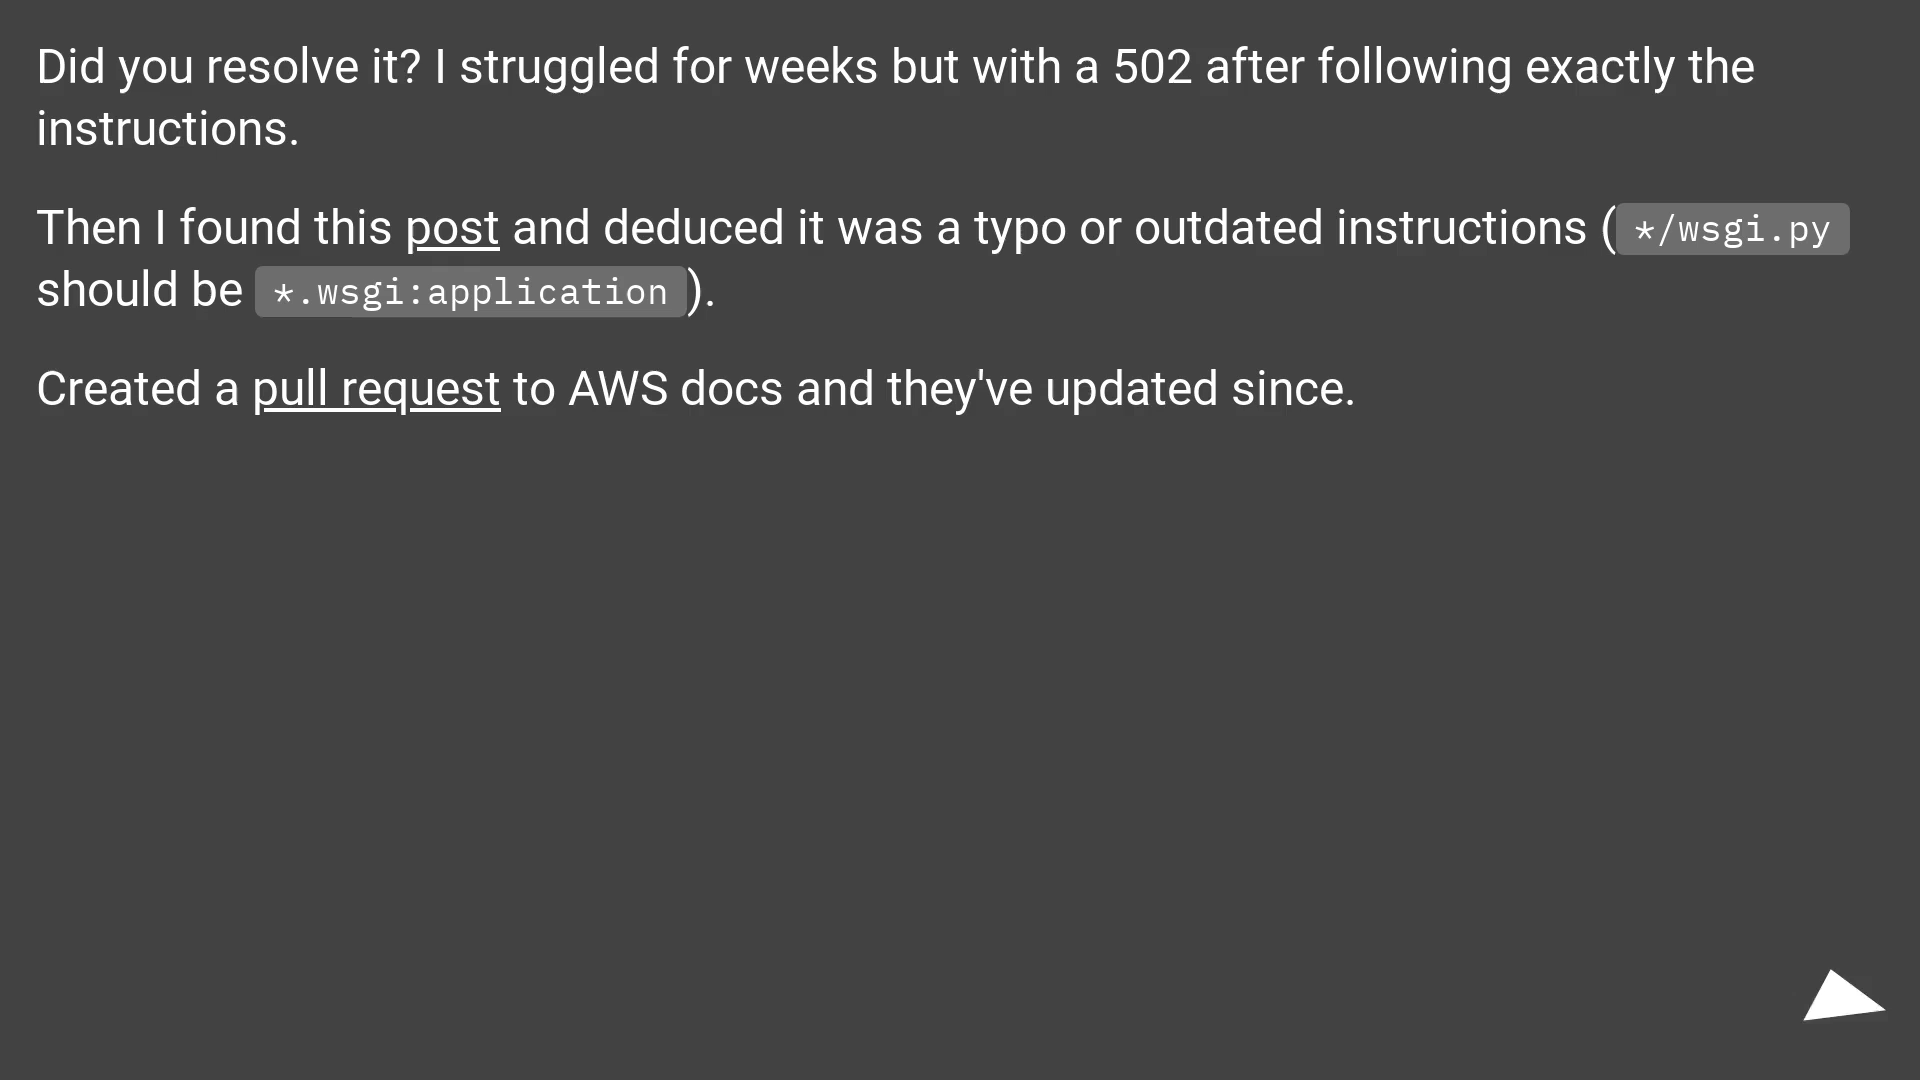 Did you resolve it? I struggled for weeks but with a 502 after following exactly the
instructions.
Then I found this post and deduced it was a typo or outdated instructions ( */wsgi.py
should be *.wsgi:application ).
Created a pull request to AWS docs and they've updated since.